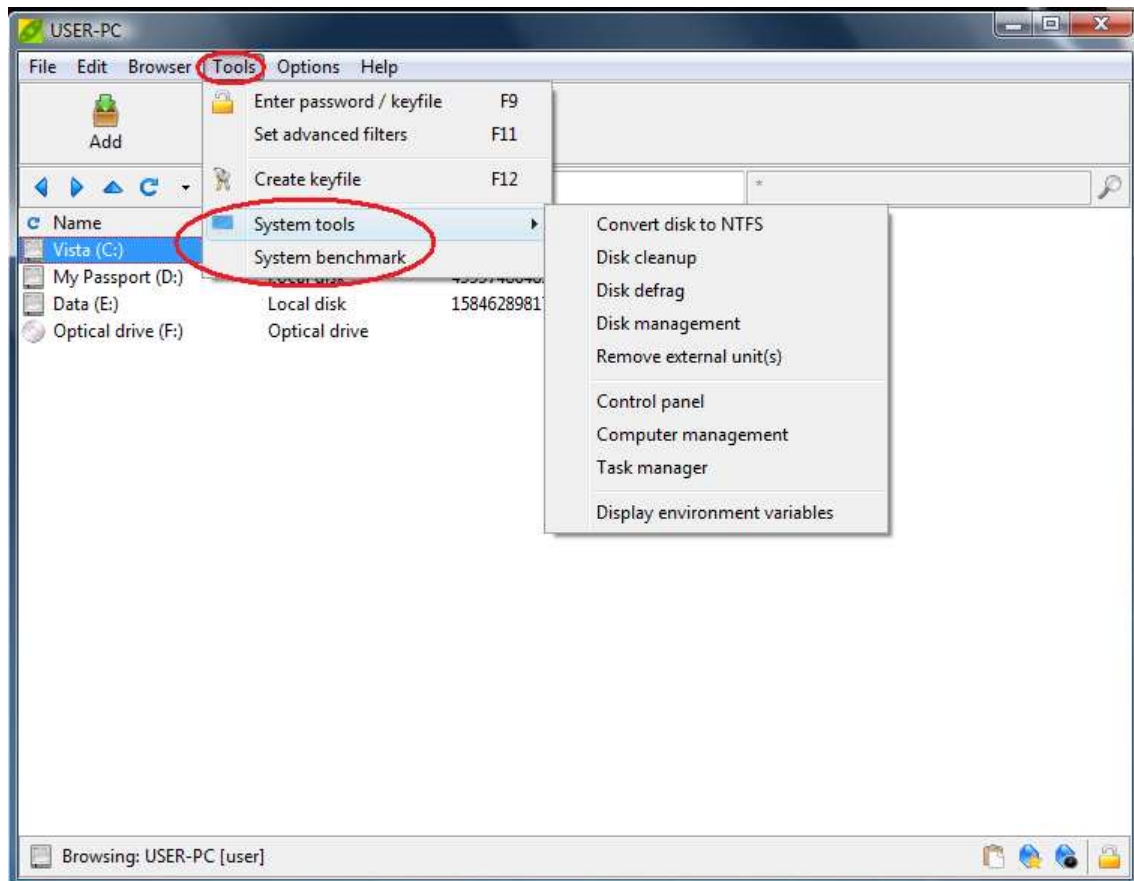 USER-PC
File Edit Browser Tools Options Help
Add
Enter password / keyfile F9
Set advanced filters F11
Create keyfile F12
*
System tools
System benchmark
Convert disk to NTFS
Disk cleanup
Disk defrag
Disk management
Remove external unit(s)
Control panel
Computer management
Task manager
Display environment variables
Name
Vista (C:)
My Passport (D:)
Data (E:) Local disk 1584628981
Optical drive (F:) Optical drive
Browsing: USER-PC [user]